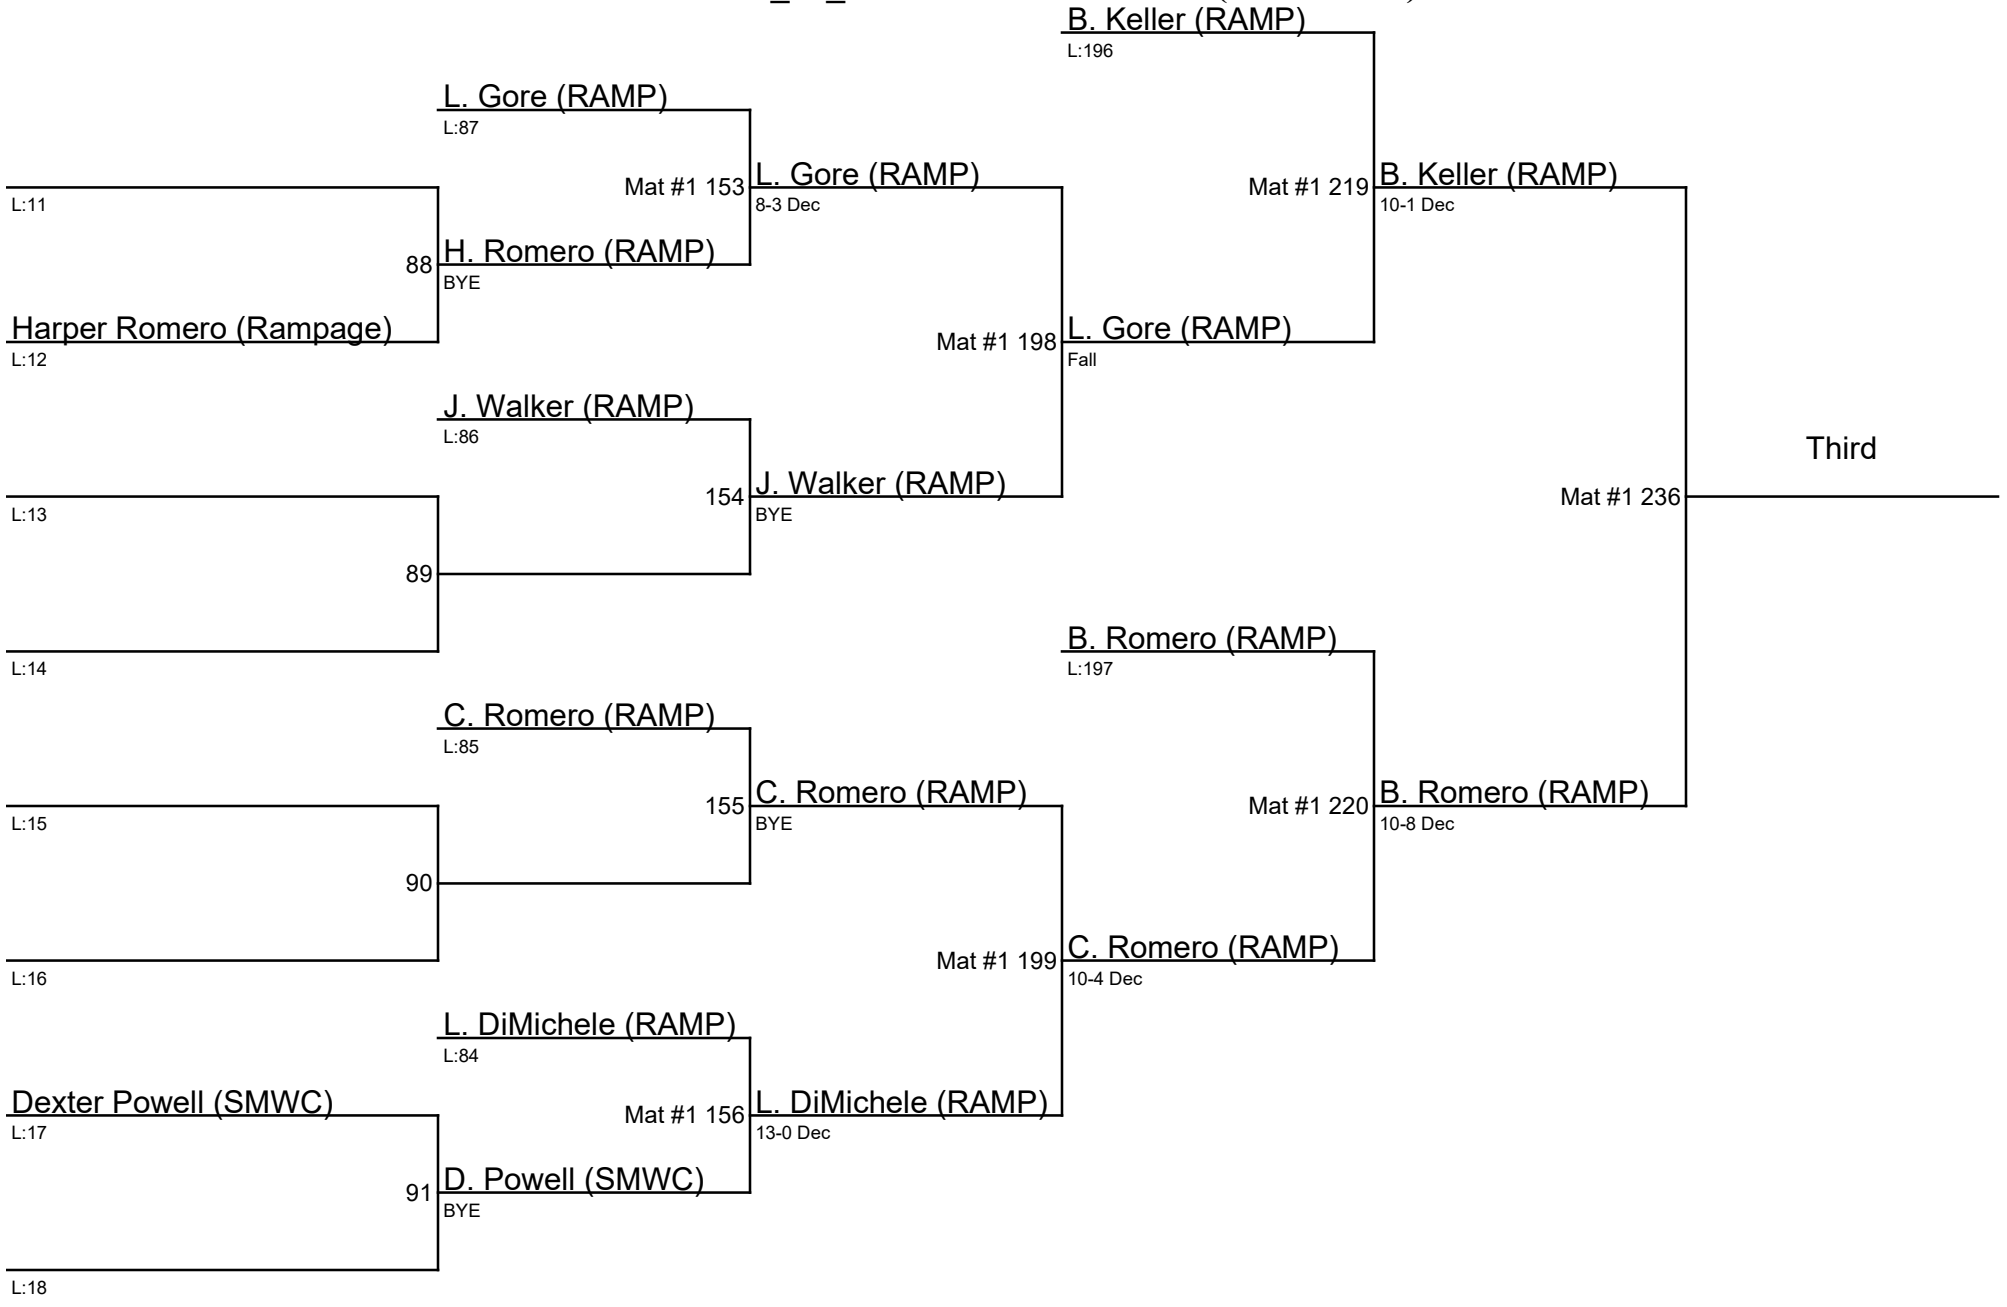 B. Keller (RAMP)
L:196
L. Gore (RAMP)
L:87
L:11
Mat #1 153
L. Gore (RAMP)
8-3 Dec
Mat #1 219
B. Keller (RAMP)
10-1 Dec
88
H. Romero (RAMP)
BYE
Harper Romero (Rampage)
L:12
Mat #1 198
L. Gore (RAMP)
Fall
J. Walker (RAMP)
L:86
Third
L:13
154
J. Walker (RAMP)
BYE
Mat #1 236
89
L:14
B. Romero (RAMP)
L:197
C. Romero (RAMP)
L:85
L:15
155
C. Romero (RAMP)
BYE
Mat #1 220
B. Romero (RAMP)
10-8 Dec
90
L:16
Mat #1 199
C. Romero (RAMP)
10-4 Dec
L. DiMichele (RAMP)
L:84
Dexter Powell (SMWC)
L:17
Mat #1 156
L. DiMichele (RAMP)
13-0 Dec
91
D. Powell (SMWC)
BYE
L:18